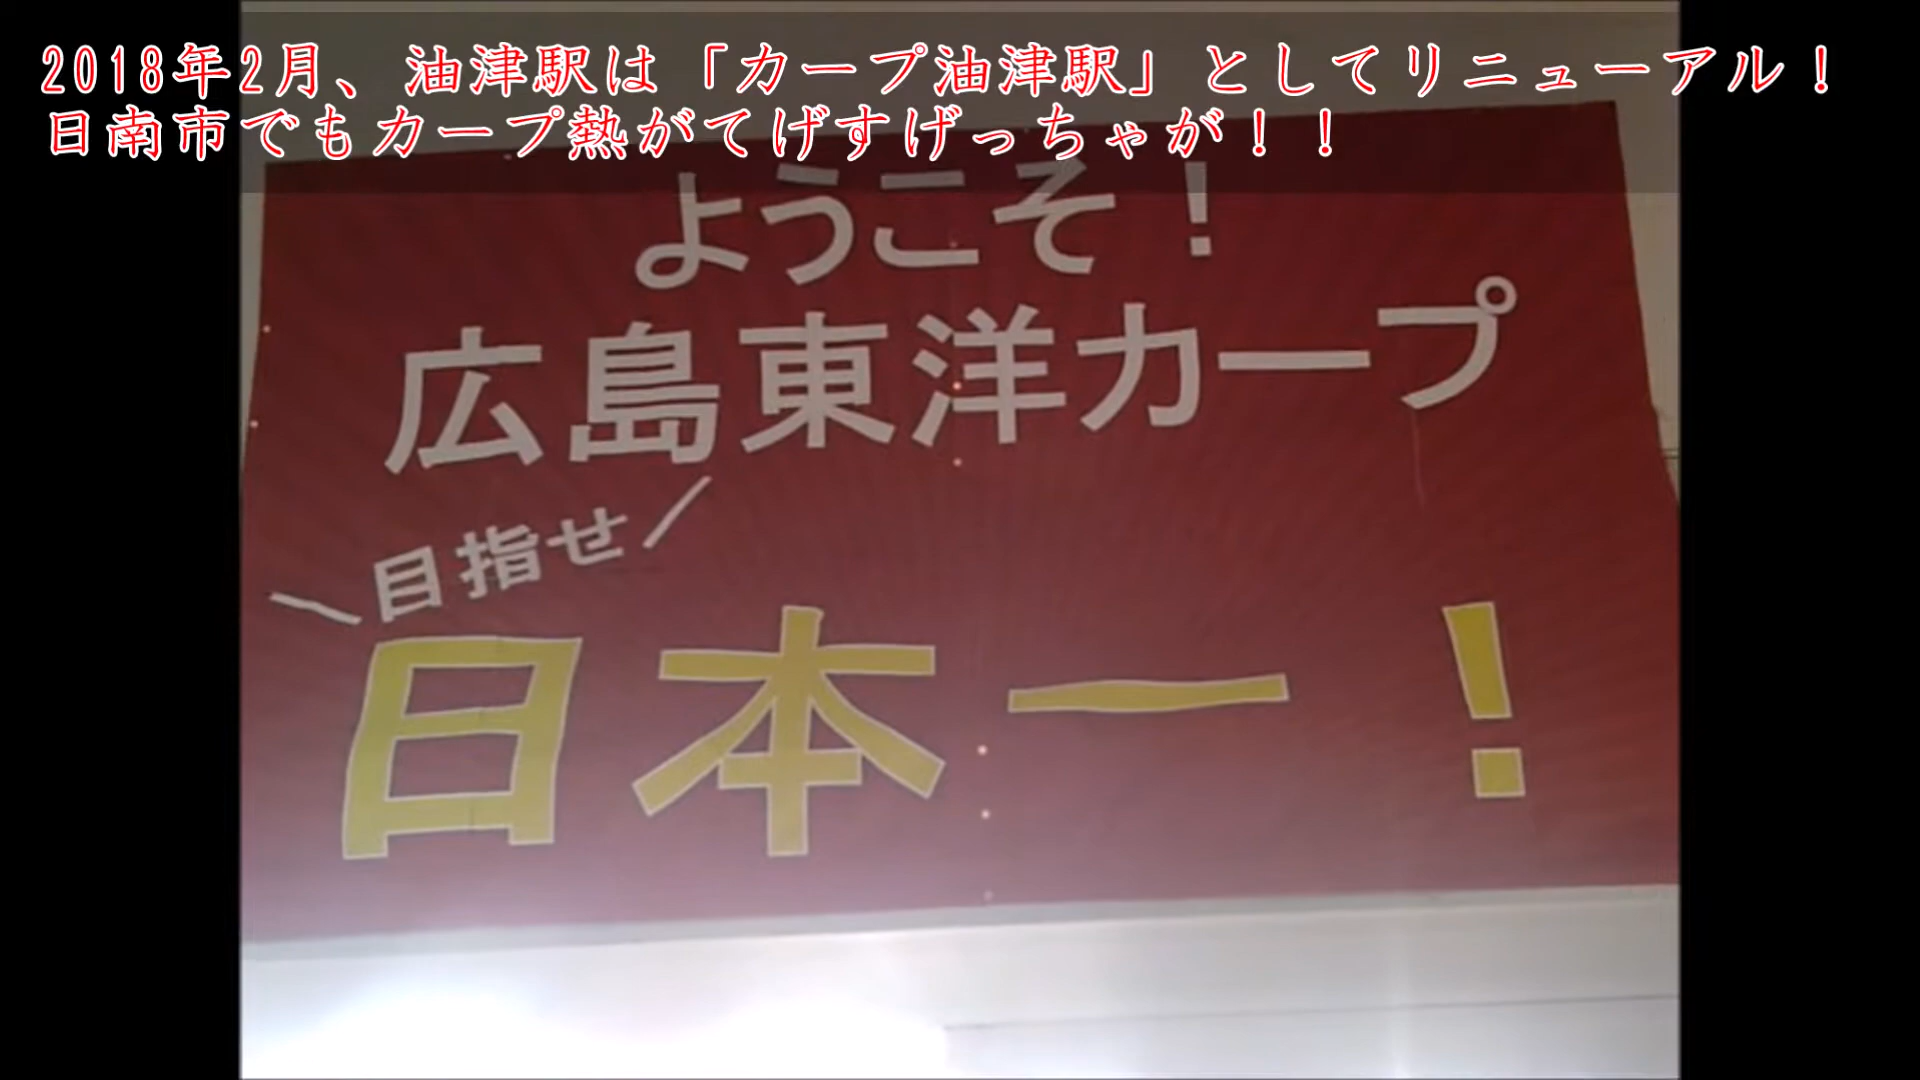 2018年2月、油津駅は「カープ油津駅」としてリニューアル！
日南市でもカープ熱がてげすげっちゃが！！
ようこそ！
広島東洋カープ
＼目指せ／
日本一！